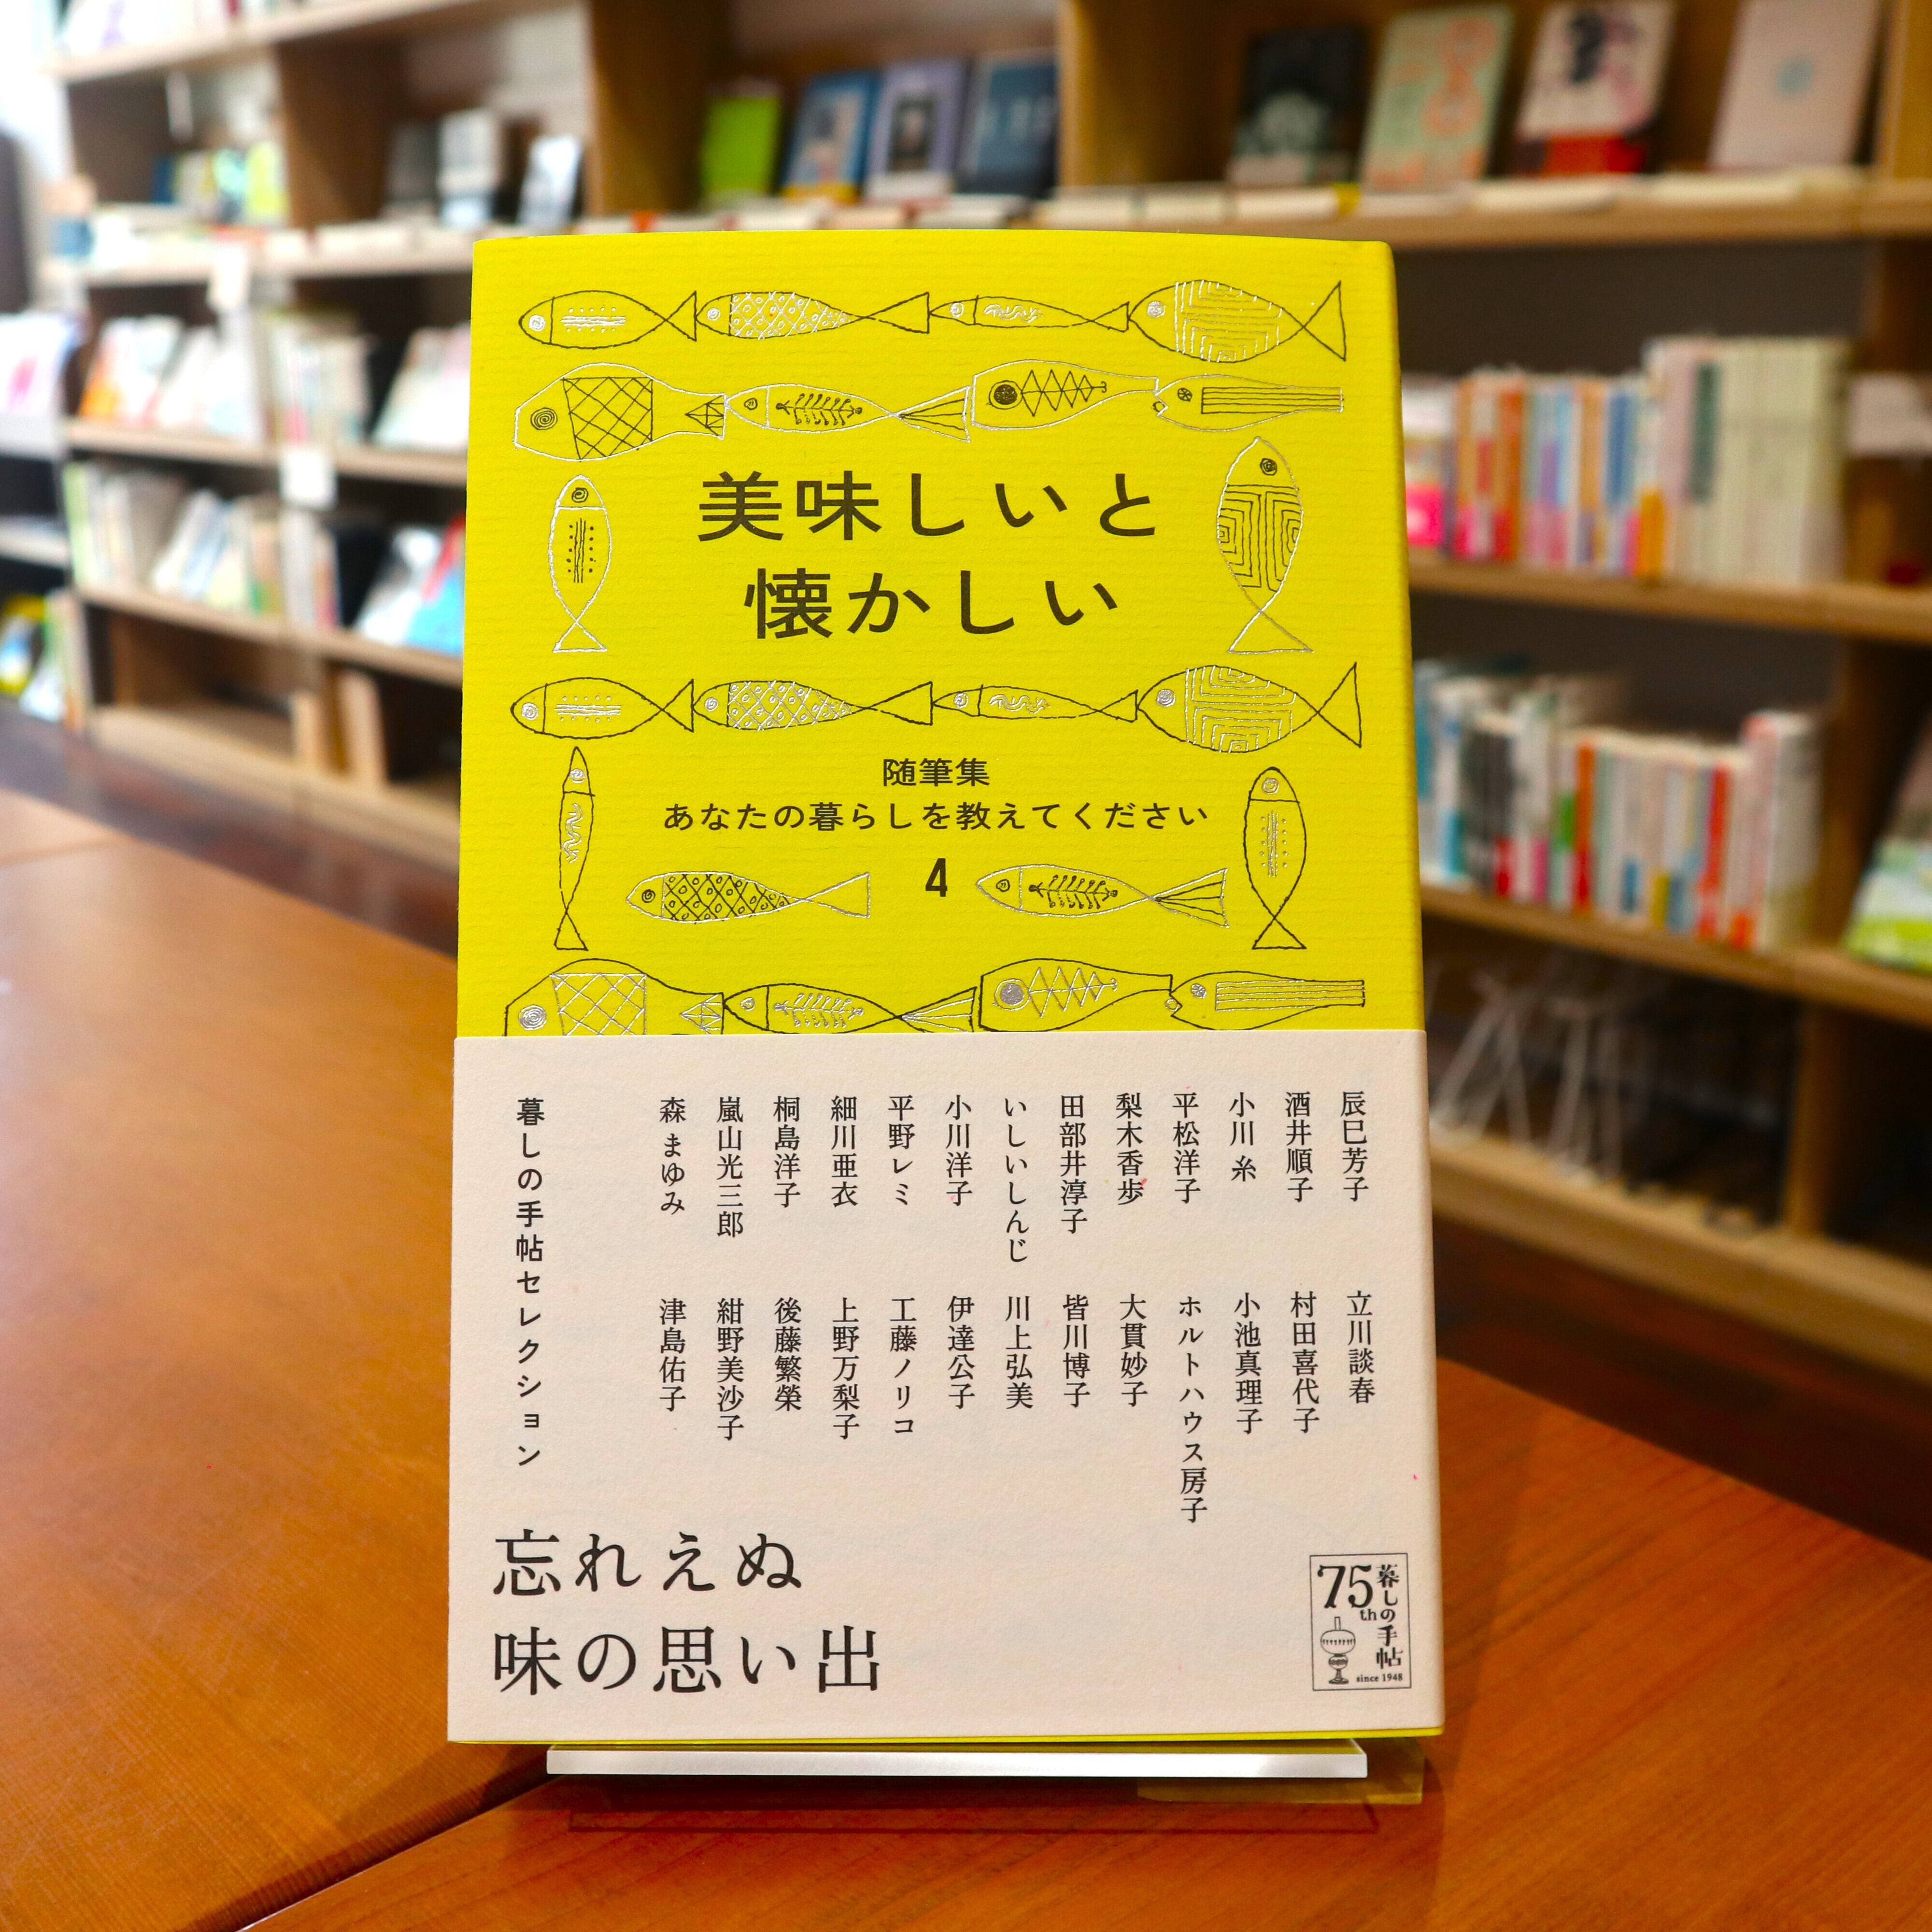 美味しいと
懐かしい
随筆集
あなたの暮らしを教えてください
4
辰巳芳子
酒井順子
小川 糸
平松洋子
梨木香歩
田部井淳子
いしいしんじ
小川洋子
平野レミ
細川亜衣
桐島洋子
嵐山光三郎
森 まゆみ
立川談春
村田喜代子
小池真理子
ホルトハウス房子
大貫妙子
皆川博子
川上弘美
伊達公子
工藤ノリコ
上野万梨子
後藤繁榮
紺野美沙子
津島佑子
暮しの手帖セレクション
忘れえぬ
味の思い出
75th
暮しの手帖
since 1948